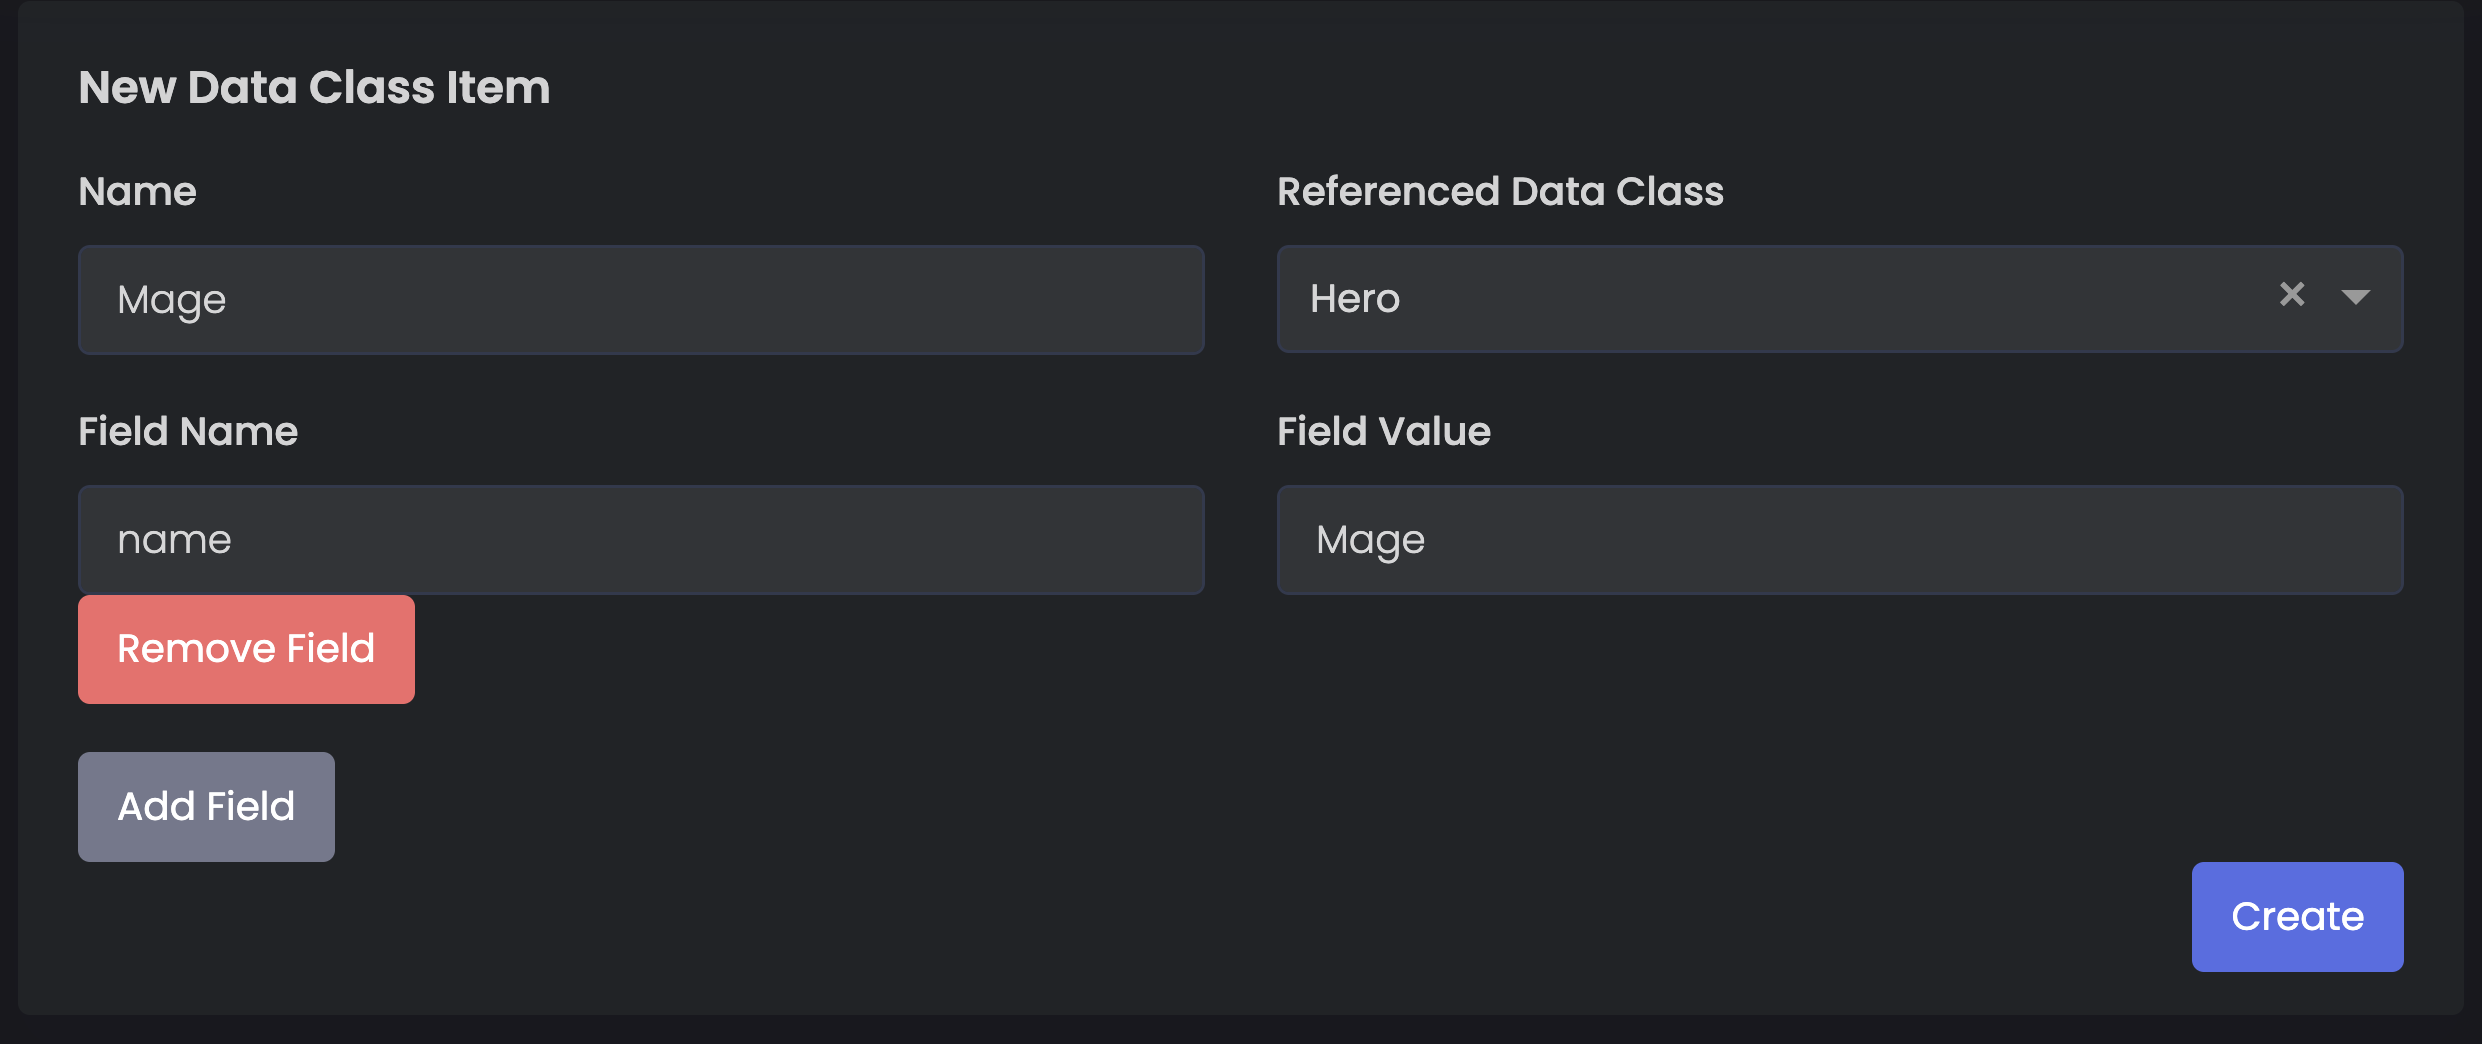 New Data Class Item
Name
Referenced Data Class
Mage
Hero
Field Name
Field Value
name
Mage
Remove Field
Add Field
Create